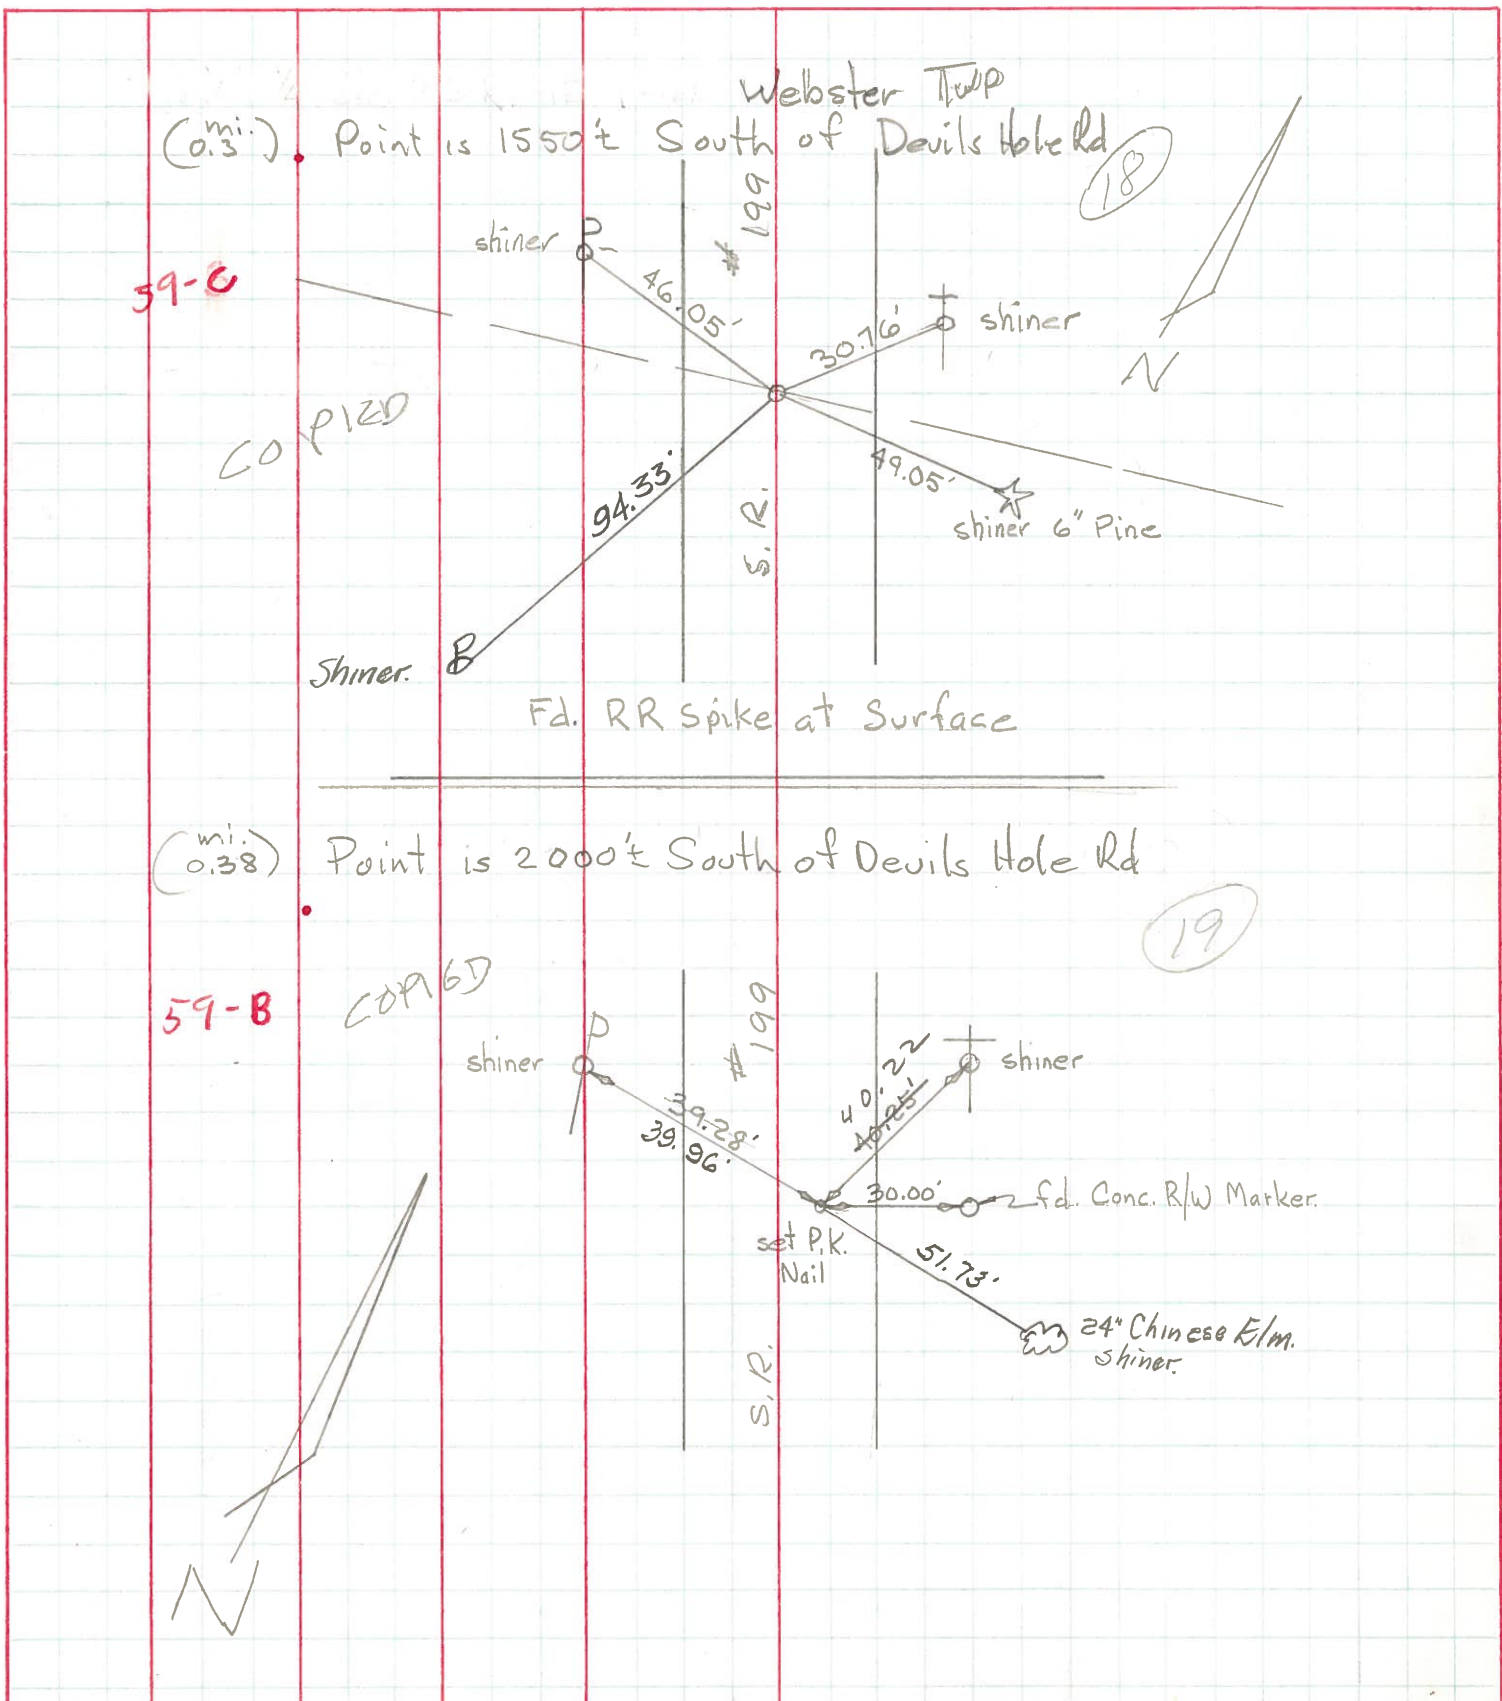 Webster Twp
(0.3 mi.) Point is 1550'± South of Devils Hole Rd
18
# 199
shiner P
59-C
46.05'
30.76' shiner
N
COPIED
49.05'
94.33'
S.R.
shiner 6" Pine
Shiner. P
Fd. RR Spike at Surface
(0.38 mi.) Point is 2000'± South of Devils Hole Rd
19
59-B
COPIED
# 199
shiner P
40.22
40.25'
shiner
39.28'
39.96'
30.00' fd. Conc. R/W Marker.
set P.K.
Nail
51.73'
24" Chinese Elm.
Shiner.
S.R.
N